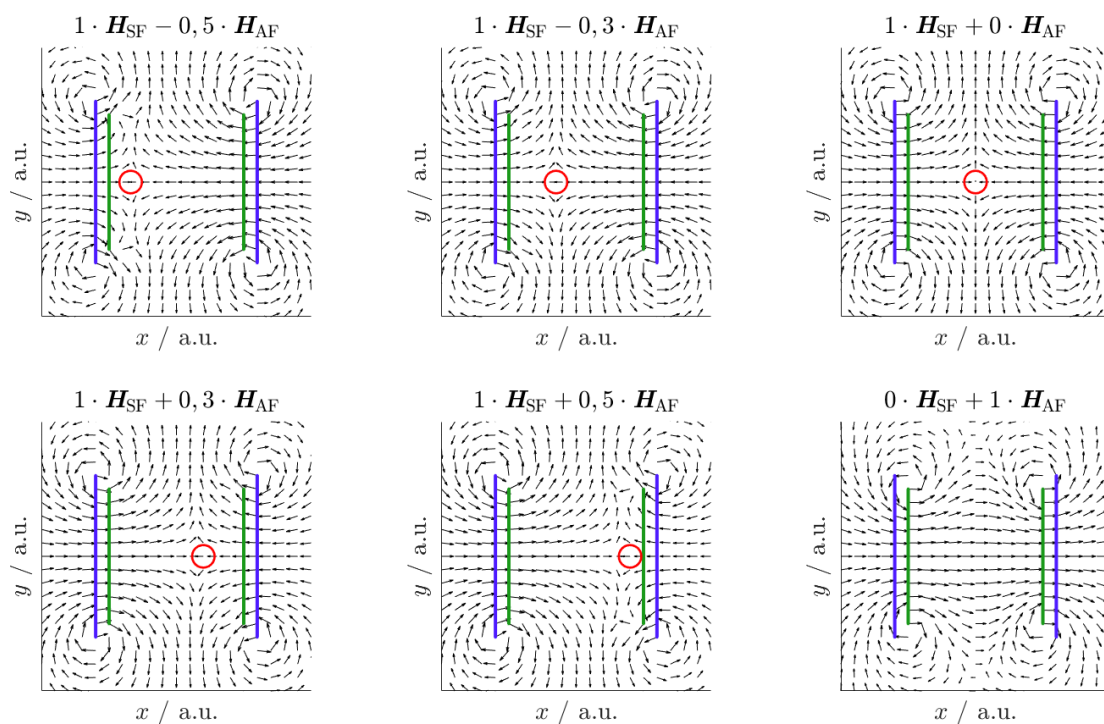 1 · H_SF − 0,5 · H_AF
1 · H_SF − 0,3 · H_AF
1 · H_SF + 0 · H_AF
y / a.u.
y / a.u.
y / a.u.
x / a.u.
x / a.u.
x / a.u.
1 · H_SF + 0,3 · H_AF
1 · H_SF + 0,5 · H_AF
0 · H_SF + 1 · H_AF
y / a.u.
y / a.u.
y / a.u.
x / a.u.
x / a.u.
x / a.u.